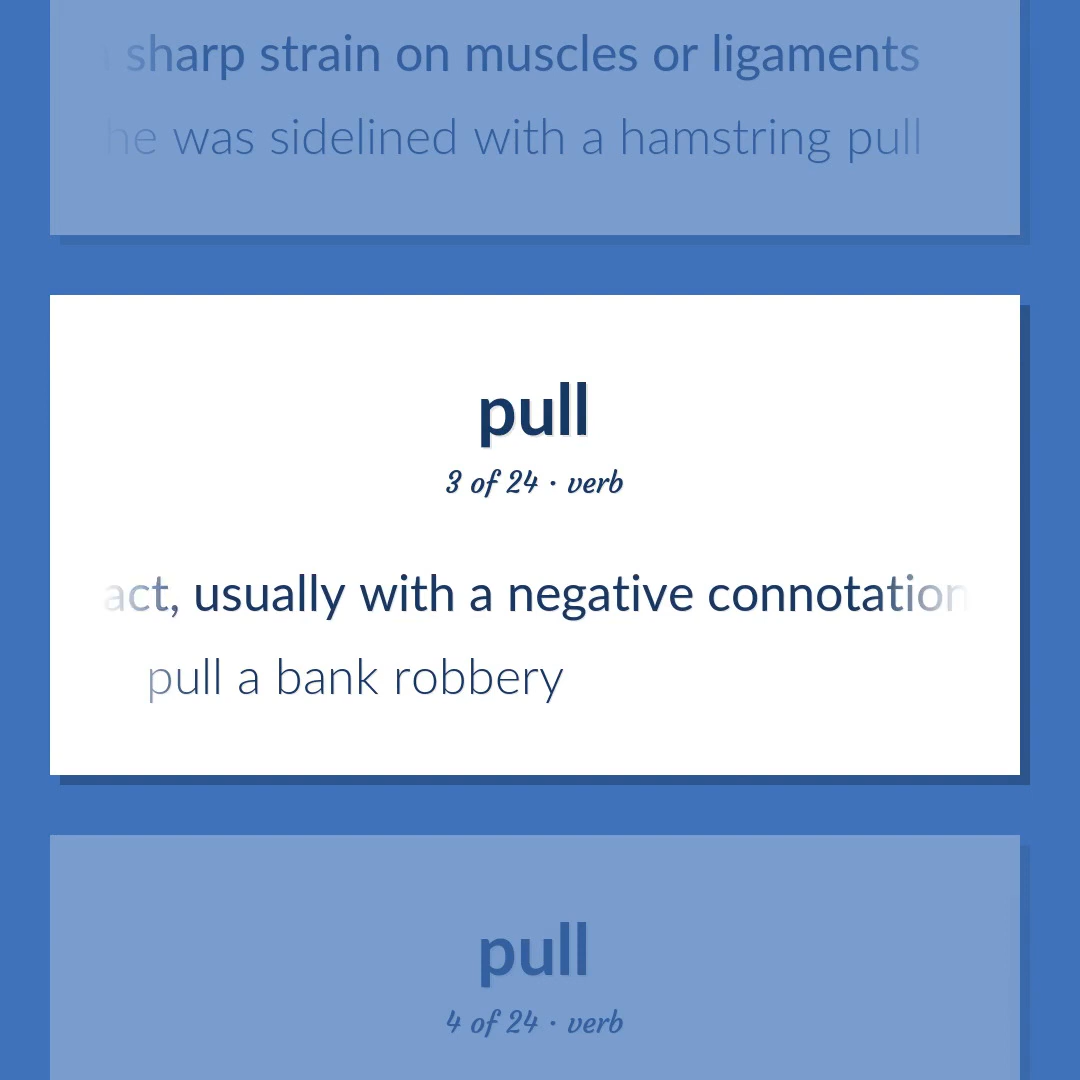 sharp strain on muscles or ligaments
he was sidelined with a hamstring pull
pull
3 of 24 · verb
act, usually with a negative connotation
pull a bank robbery
pull
4 of 24 · verb